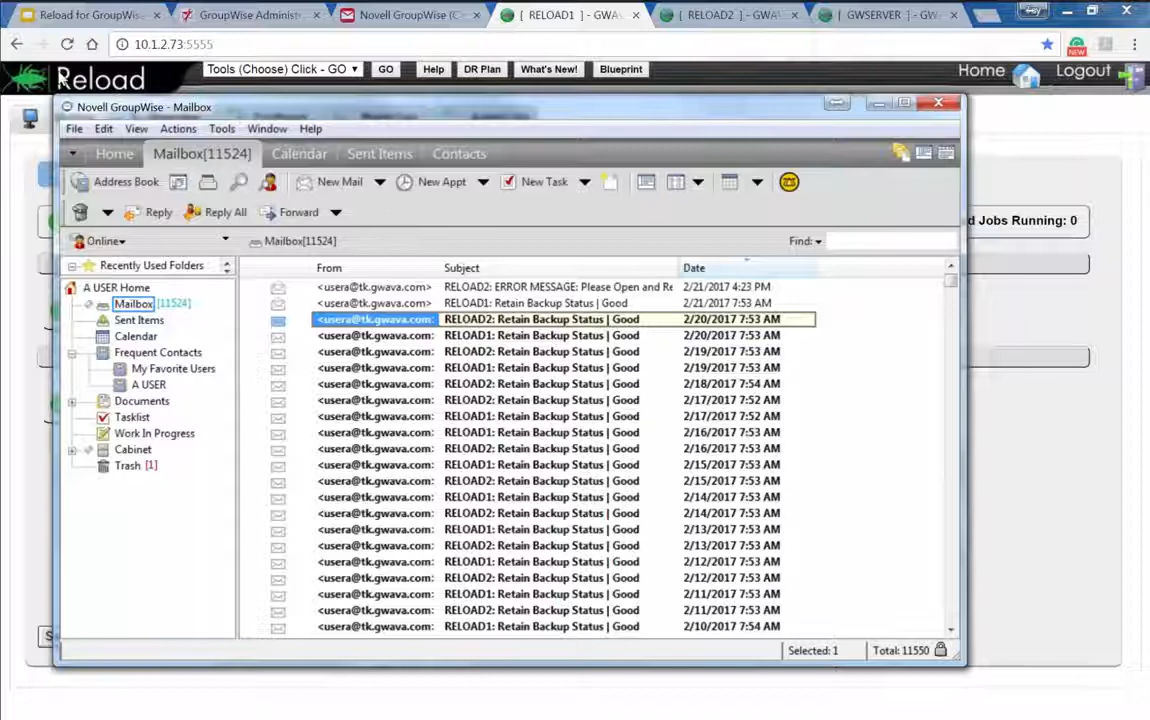 Reload for GroupWise
GroupWise Administ
Novell GroupWise (C
[ RELOAD1 ] - GWA
[ RELOAD2 ] - GWAV
[ GWSERVER ] - GW
10.1.2.73:5555
NEW
Reload
Tools (Choose) Click - GO
GO
Help
DR Plan
What's New!
Blueprint
Home
Logout
Novell GroupWise - Mailbox
File Edit View Actions Tools Window Help
Home Mailbox[11524] Calendar Sent Items Contacts
Address Book New Mail New Appt New Task
Reply Reply All Forward
Online Mailbox[11524] Find:
Recently Used Folders
A USER Home
Mailbox [11524]
Sent Items
Calendar
Frequent Contacts
My Favorite Users
A USER
Documents
Tasklist
Work In Progress
Cabinet
Trash [1]
From Subject Date
<usera@tk.gwava.com> RELOAD2: ERROR MESSAGE: Please Open and Re 2/21/2017 4:23 PM
<usera@tk.gwava.com> RELOAD1: Retain Backup Status | Good 2/21/2017 7:53 AM
<usera@tk.gwava.com: RELOAD2: Retain Backup Status | Good 2/20/2017 7:53 AM
<usera@tk.gwava.com: RELOAD1: Retain Backup Status | Good 2/20/2017 7:53 AM
<usera@tk.gwava.com: RELOAD2: Retain Backup Status | Good 2/19/2017 7:53 AM
<usera@tk.gwava.com: RELOAD1: Retain Backup Status | Good 2/19/2017 7:53 AM
<usera@tk.gwava.com: RELOAD2: Retain Backup Status | Good 2/18/2017 7:54 AM
<usera@tk.gwava.com: RELOAD2: Retain Backup Status | Good 2/17/2017 7:52 AM
<usera@tk.gwava.com: RELOAD1: Retain Backup Status | Good 2/17/2017 7:52 AM
<usera@tk.gwava.com: RELOAD1: Retain Backup Status | Good 2/16/2017 7:53 AM
<usera@tk.gwava.com: RELOAD2: Retain Backup Status | Good 2/16/2017 7:53 AM
<usera@tk.gwava.com: RELOAD1: Retain Backup Status | Good 2/15/2017 7:53 AM
<usera@tk.gwava.com: RELOAD2: Retain Backup Status | Good 2/15/2017 7:53 AM
<usera@tk.gwava.com: RELOAD1: Retain Backup Status | Good 2/14/2017 7:53 AM
<usera@tk.gwava.com: RELOAD2: Retain Backup Status | Good 2/14/2017 7:53 AM
<usera@tk.gwava.com: RELOAD1: Retain Backup Status | Good 2/13/2017 7:53 AM
<usera@tk.gwava.com: RELOAD2: Retain Backup Status | Good 2/13/2017 7:53 AM
<usera@tk.gwava.com: RELOAD1: Retain Backup Status | Good 2/12/2017 7:53 AM
<usera@tk.gwava.com: RELOAD2: Retain Backup Status | Good 2/12/2017 7:53 AM
<usera@tk.gwava.com: RELOAD1: Retain Backup Status | Good 2/11/2017 7:53 AM
<usera@tk.gwava.com: RELOAD2: Retain Backup Status | Good 2/11/2017 7:53 AM
<usera@tk.gwava.com: RELOAD1: Retain Backup Status | Good 2/10/2017 7:54 AM
Selected: 1 Total: 11550
d Jobs Running: 0